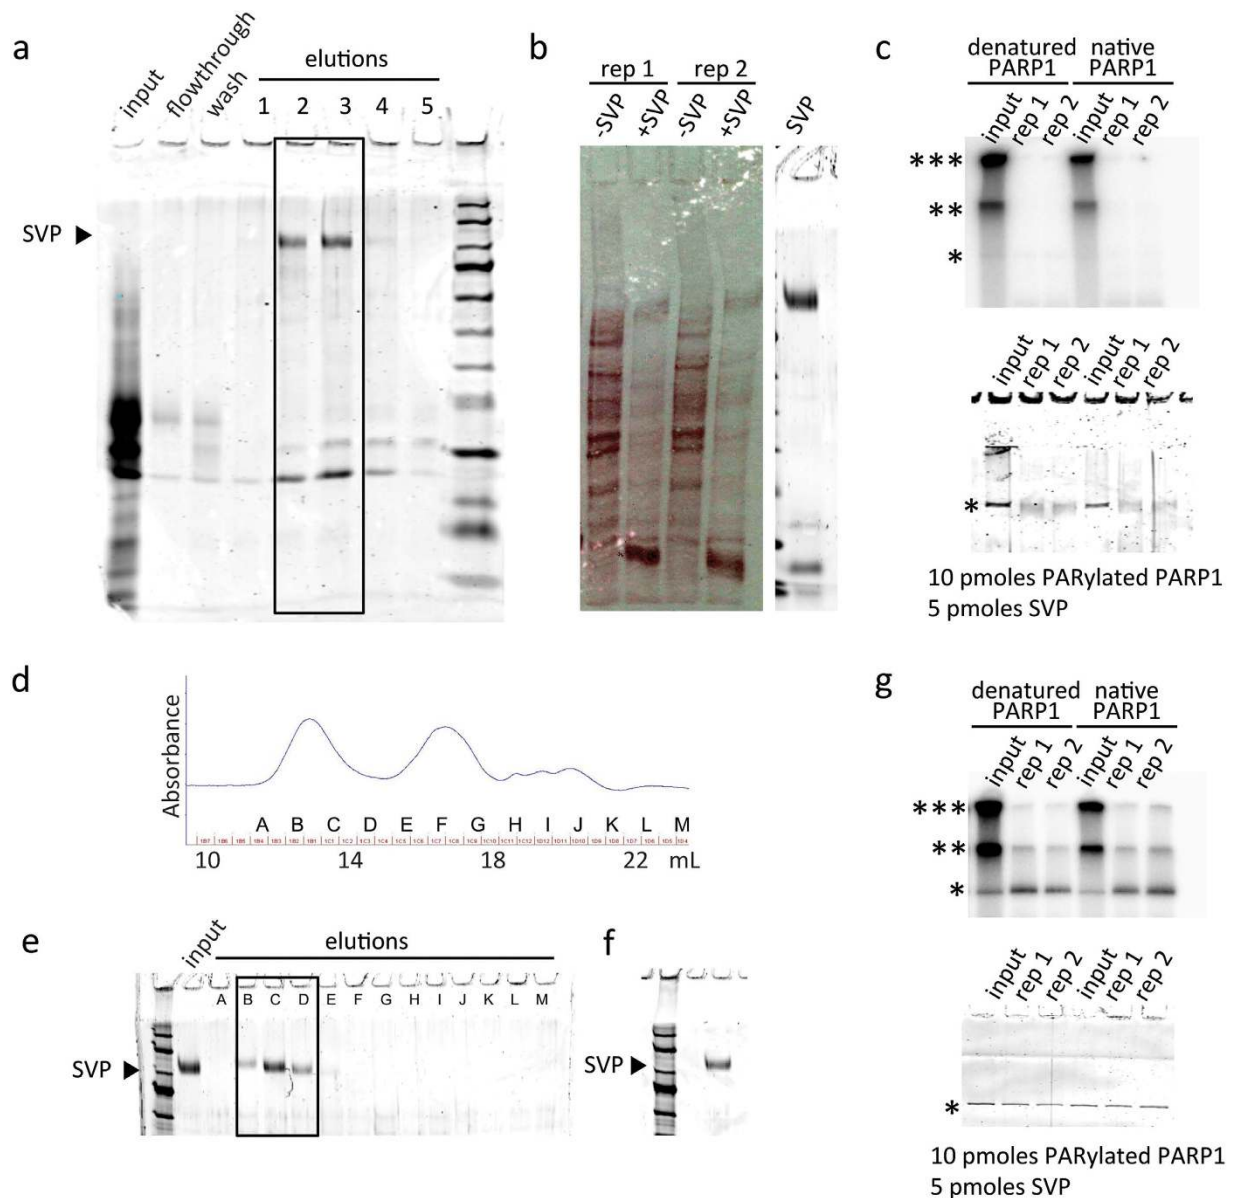 a
input
flowthrough
wash
elutions
1 2 3 4 5
SVP
b
rep 1 rep 2
-SVP +SVP -SVP +SVP SVP
c
denatured PARP1
native PARP1
input rep 1 rep 2 input rep 1 rep 2
***
**
*
input rep 1 rep 2 input rep 1 rep 2
*
10 pmoles PARylated PARP1
5 pmoles SVP
d
Absorbance
A B C D E F G H I J K L M
10 14 18 22 mL
e
input
elutions
A B C D E F G H I J K L M
SVP
f
SVP
g
denatured PARP1
native PARP1
input rep 1 rep 2 input rep 1 rep 2
***
**
*
input rep 1 rep 2 input rep 1 rep 2
*
10 pmoles PARylated PARP1
5 pmoles SVP